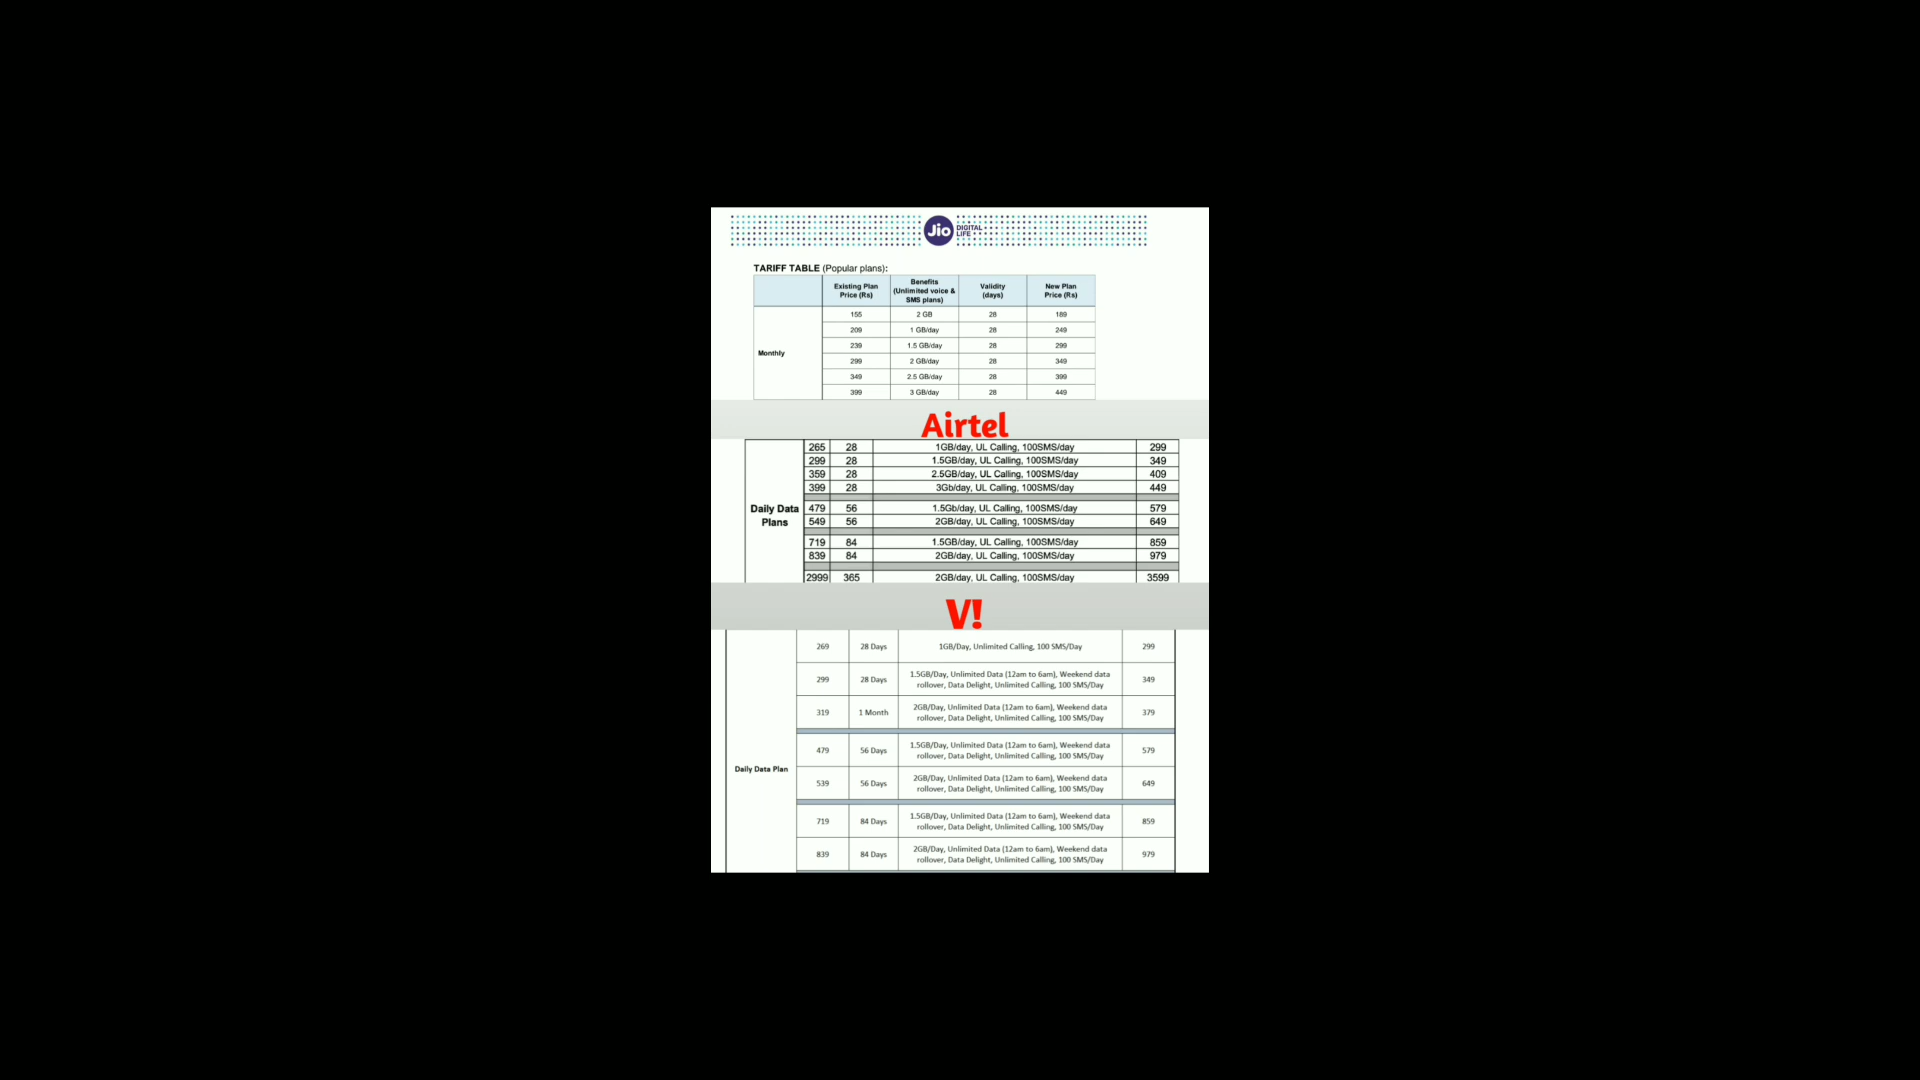 Jio DIGITAL
LIFE
TARIFF TABLE (Popular plans):
Existing Plan Price (Rs) Benefits (Unlimited voice & SMS plans) Validity (days) New Plan Price (Rs)
Monthly
155 2 GB 28 189
209 1 GB/day 28 249
239 1.5 GB/day 28 299
299 2 GB/day 28 349
349 2.5 GB/day 28 399
399 3 GB/day 28 449
Airtel
Daily Data Plans
265 28 1GB/day, UL Calling, 100SMS/day 299
299 28 1.5GB/day, UL Calling, 100SMS/day 349
359 28 2.5GB/day, UL Calling, 100SMS/day 409
399 28 3Gb/day, UL Calling, 100SMS/day 449
479 56 1.5Gb/day, UL Calling, 100SMS/day 579
549 56 2GB/day, UL Calling, 100SMS/day 649
719 84 1.5GB/day, UL Calling, 100SMS/day 859
839 84 2GB/day, UL Calling, 100SMS/day 979
2999 365 2GB/day, UL Calling, 100SMS/day 3599
V!
Daily Data Plan
269 28 Days 1GB/Day, Unlimited Calling, 100 SMS/Day 299
299 28 Days 1.5GB/Day, Unlimited Data (12am to 6am), Weekend data rollover, Data Delight, Unlimited Calling, 100 SMS/Day 349
319 1 Month 2GB/Day, Unlimited Data (12am to 6am), Weekend data rollover, Data Delight, Unlimited Calling, 100 SMS/Day 379
479 56 Days 1.5GB/Day, Unlimited Data (12am to 6am), Weekend data rollover, Data Delight, Unlimited Calling, 100 SMS/Day 579
539 56 Days 2GB/Day, Unlimited Data (12am to 6am), Weekend data rollover, Data Delight, Unlimited Calling, 100 SMS/Day 649
719 84 Days 1.5GB/Day, Unlimited Data (12am to 6am), Weekend data rollover, Data Delight, Unlimited Calling, 100 SMS/Day 859
839 84 Days 2GB/Day, Unlimited Data (12am to 6am), Weekend data rollover, Data Delight, Unlimited Calling, 100 SMS/Day 979